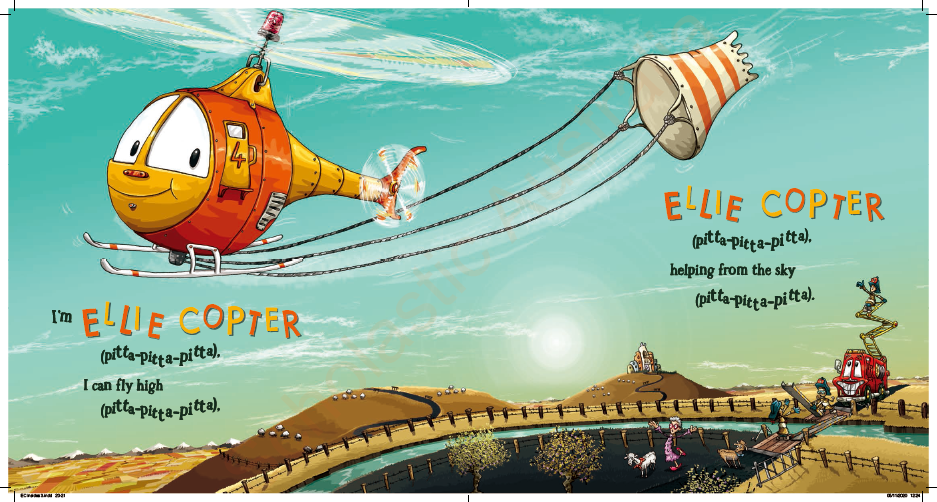 4
I'm ELLIE COPTER
(pitta-pitta-pitta),
I can fly high
(pitta-pitta-pitta),
ELLIE COPTER
(pitta-pitta-pitta),
helping from the sky
(pitta-pitta-pitta).